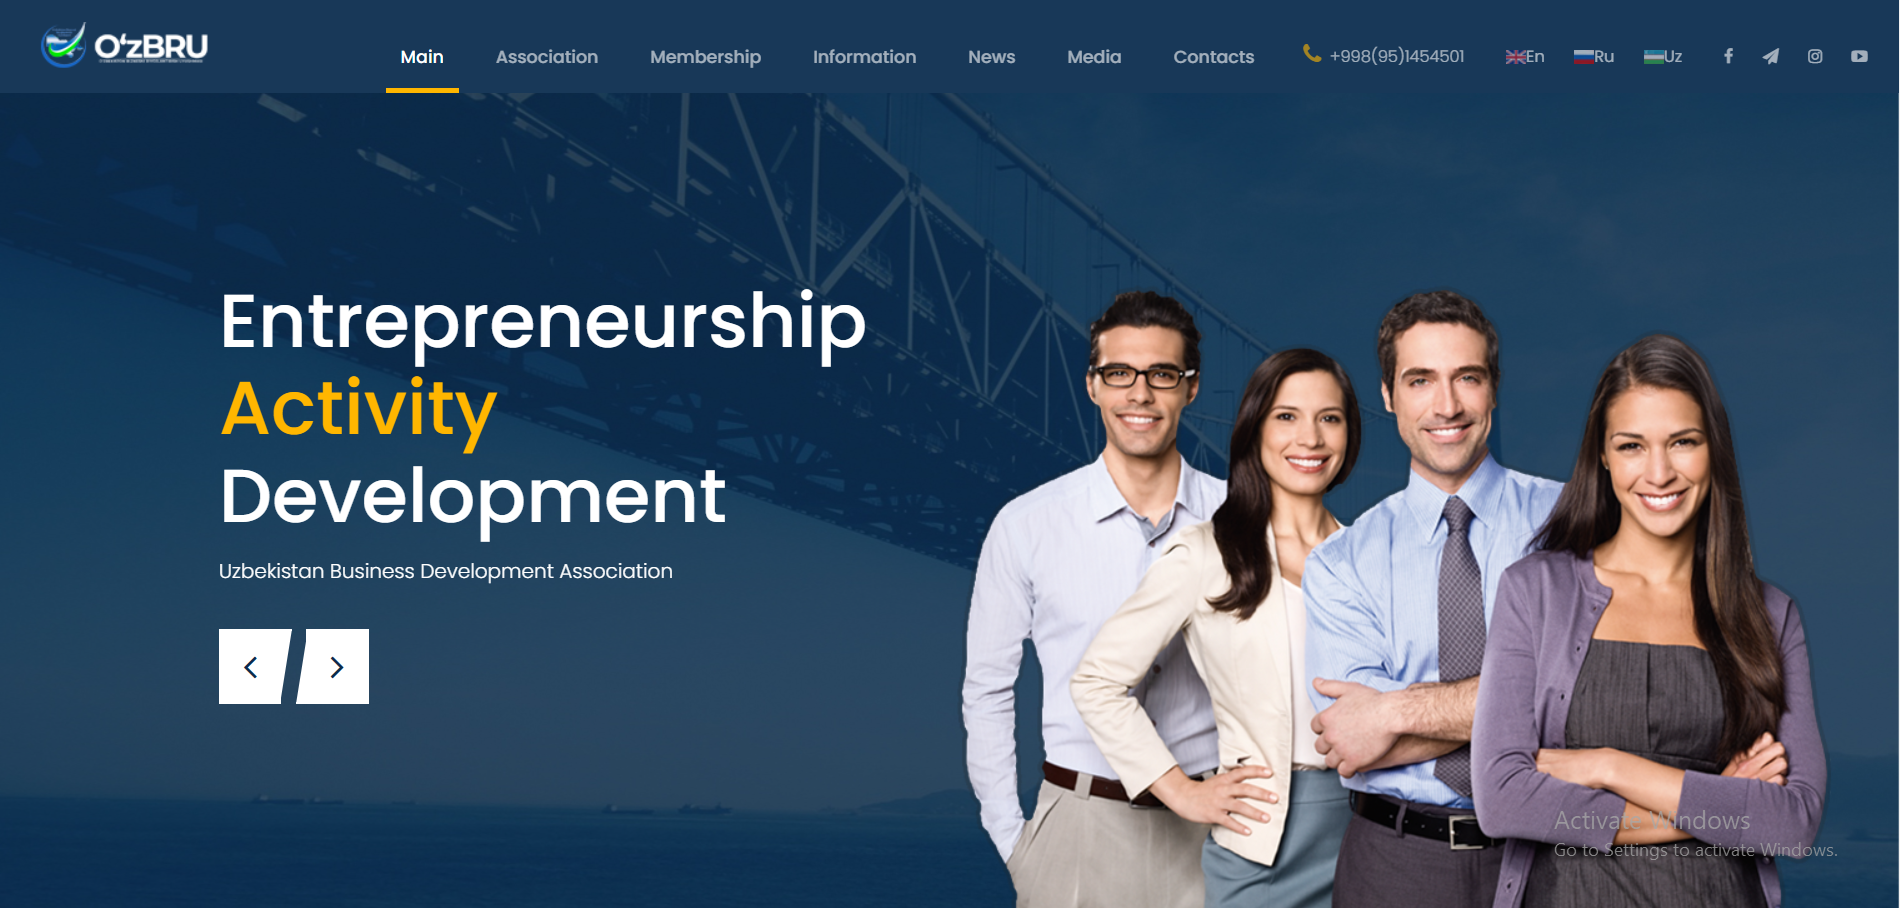 O'zBRU
Main Association Membership Information News Media Contacts +998(95)1454501 En Ru Uz
Entrepreneurship
Activity
Development
Uzbekistan Business Development Association
Activate Windows
Go to Settings to activate Windows.